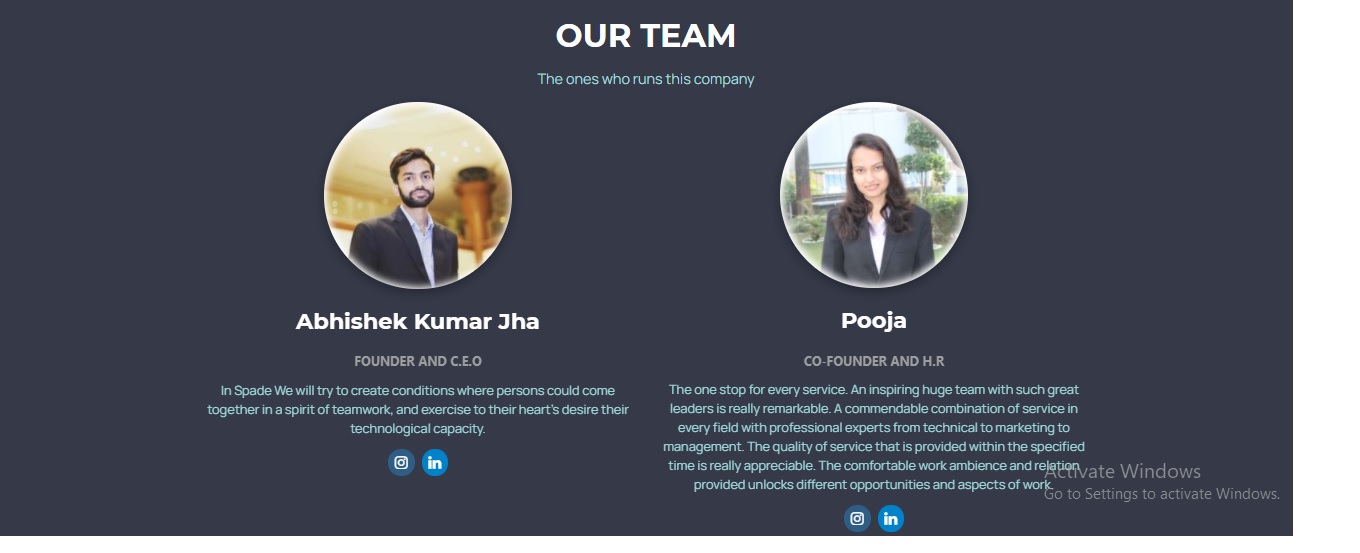 OUR TEAM
The ones who runs this company
Abhishek Kumar Jha
FOUNDER AND C.E.O
In Spade We will try to create conditions where persons could come
together in a spirit of teamwork, and exercise to their heart's desire their
technological capacity.
in
Pooja
CO-FOUNDER AND H.R
The one stop for every service. An inspiring huge team with such great
leaders is really remarkable. A commendable combination of service in
every field with professional experts from technical to marketing to
management. The quality of service that is provided within the specified
time is really appreciable. The comfortable work ambience and relation
provided unlocks different opportunities and aspects of work.
in
Activate Windows
Go to Settings to activate Windows.